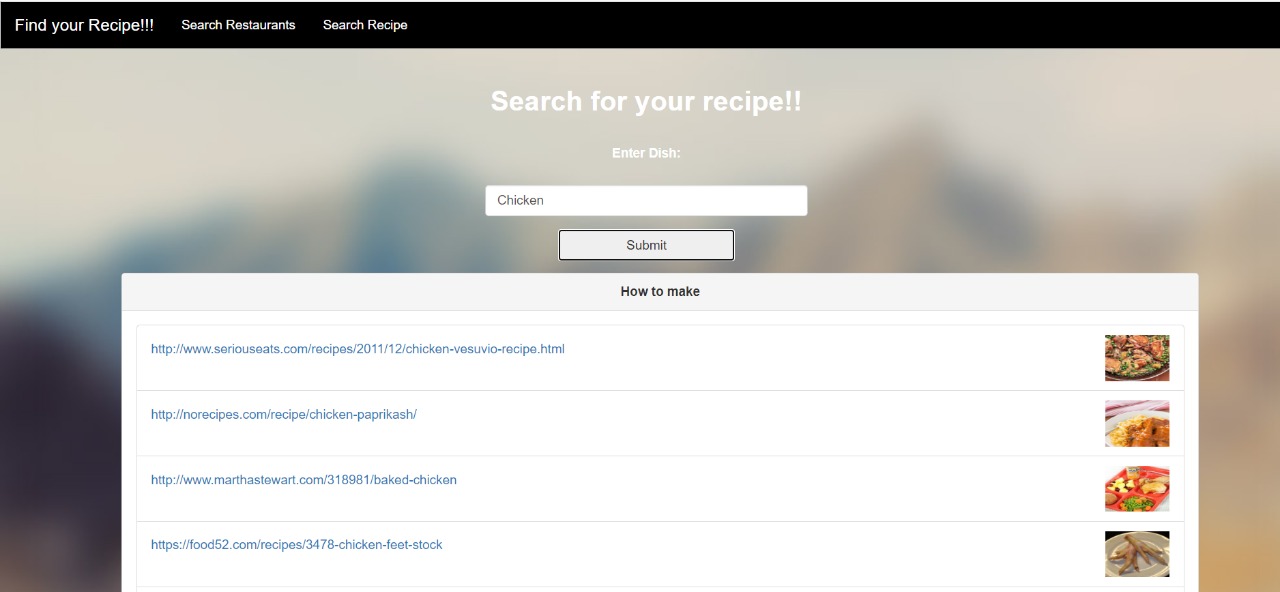 Find your Recipe!!! Search Restaurants Search Recipe
Search for your recipe!!
Enter Dish:
Chicken
Submit
How to make
http://www.seriouseats.com/recipes/2011/12/chicken-vesuvio-recipe.html
http://norecipes.com/recipe/chicken-paprikash/
http://www.marthastewart.com/318981/baked-chicken
https://food52.com/recipes/3478-chicken-feet-stock